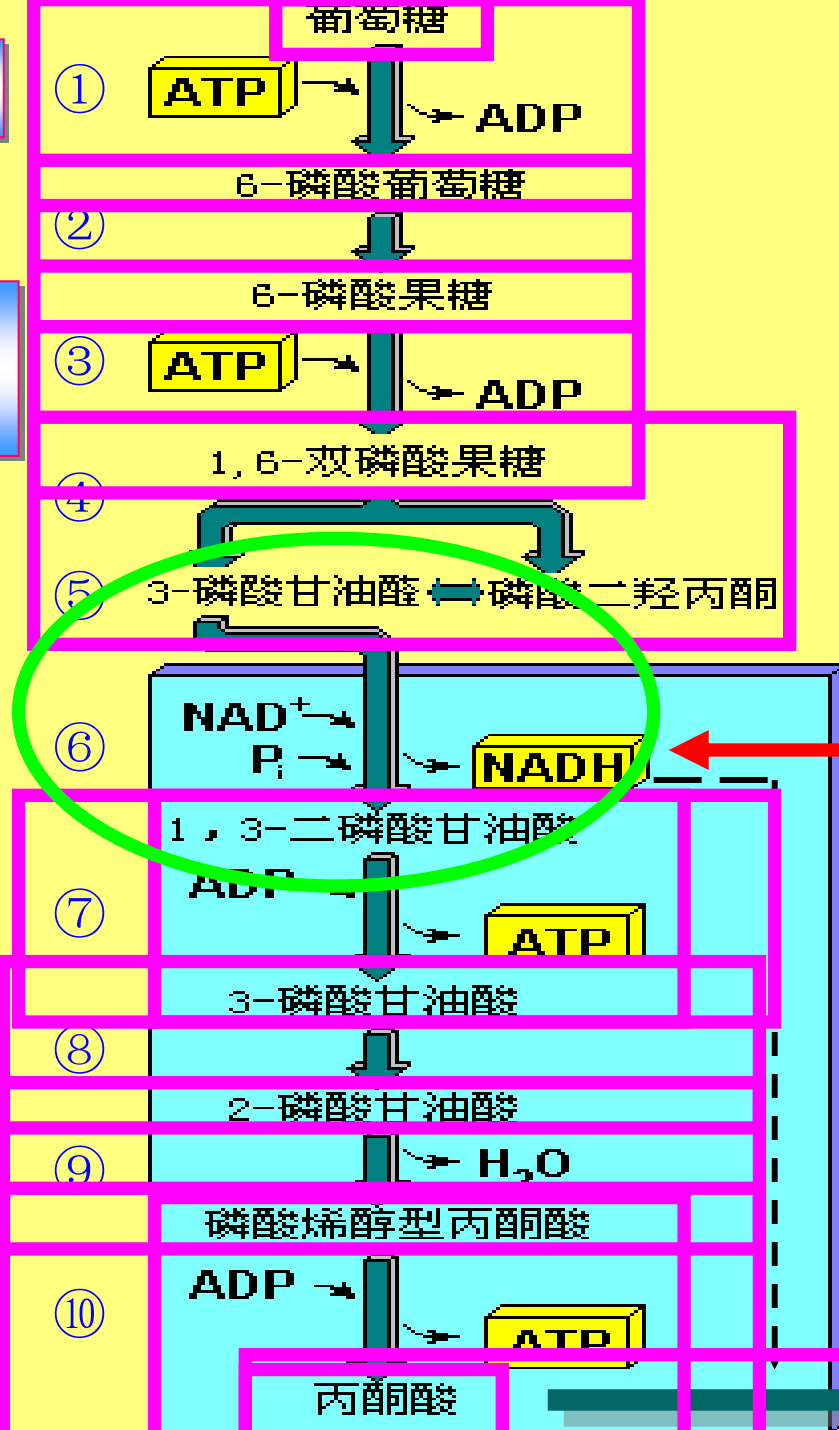 葡萄糖
① ATP ADP
6-磷酸葡萄糖
②
6-磷酸果糖
③ ATP ADP
1,6-双磷酸果糖
④
⑤ 3-磷酸甘油醛 磷酸二羟丙酮
NAD⁺
⑥ Pᵢ NADH
1，3-二磷酸甘油酸
ADP
⑦ ATP
3-磷酸甘油酸
⑧
2-磷酸甘油酸
⑨ H₂O
磷酸烯醇型丙酮酸
ADP
⑩ ATP
丙酮酸